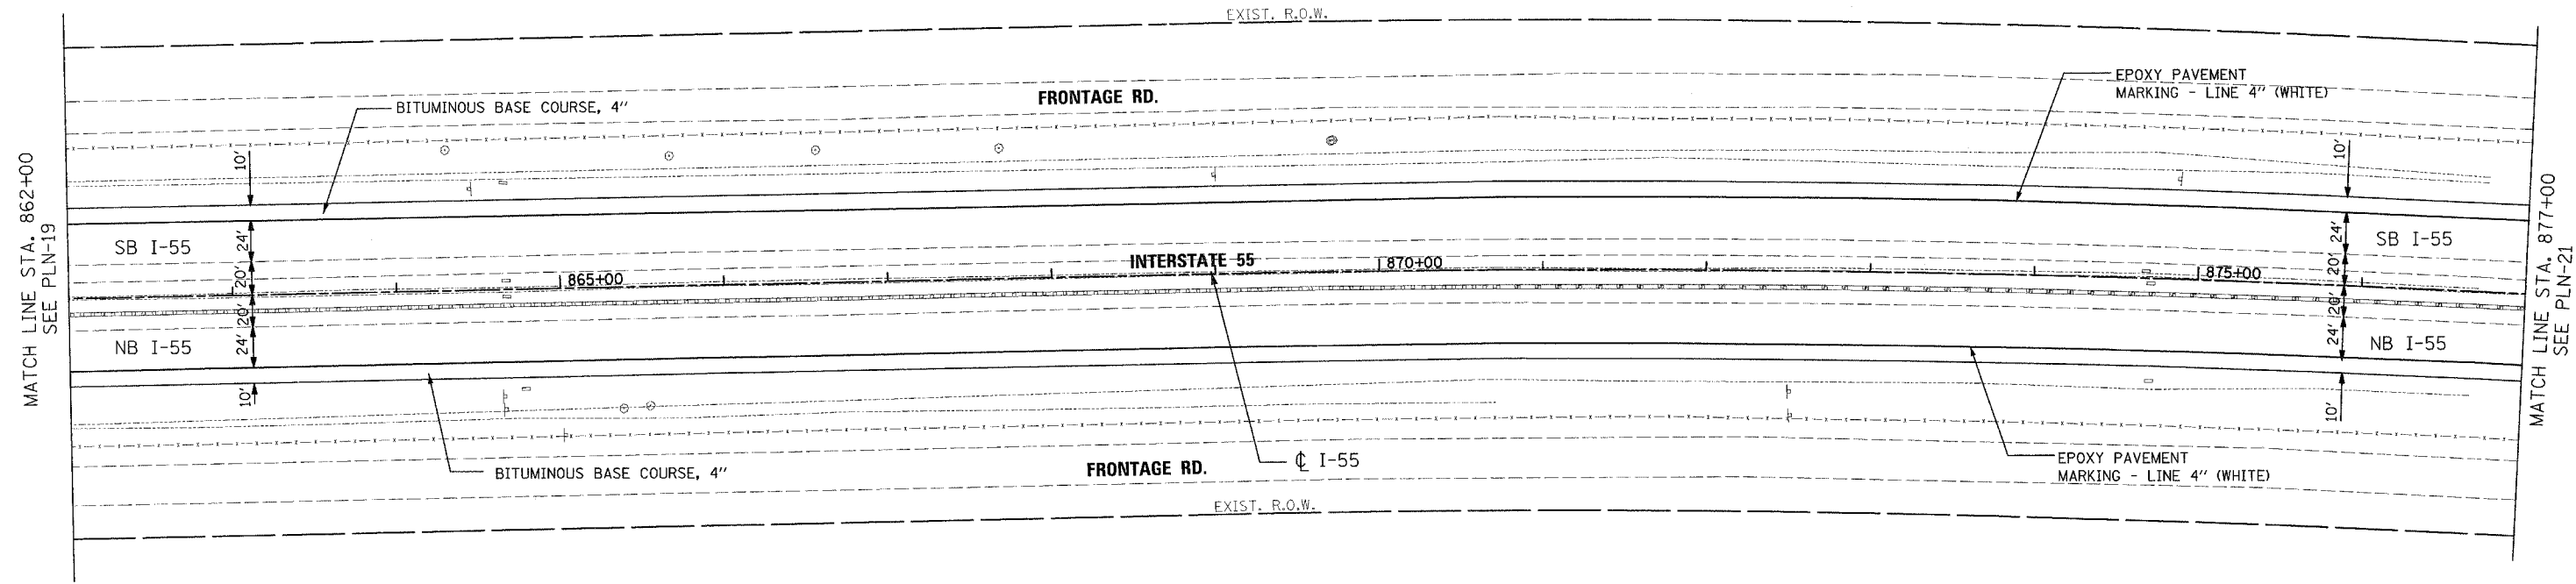 EXIST. R.O.W.
EPOXY PAVEMENT
MARKING - LINE 4" (WHITE)
BITUMINOUS BASE COURSE, 4"
FRONTAGE RD.
MATCH LINE STA. 862+00
SEE PLN-19
10'
24'
20'
20'
24'
10'
SB I-55
NB I-55
INTERSTATE 55
865+00
870+00
875+00
10'
24'
20'
20'
24'
10'
SB I-55
NB I-55
MATCH LINE STA. 877+00
SEE PLN-21
BITUMINOUS BASE COURSE, 4"
FRONTAGE RD.
℄ I-55
EPOXY PAVEMENT
MARKING - LINE 4" (WHITE)
EXIST. R.O.W.